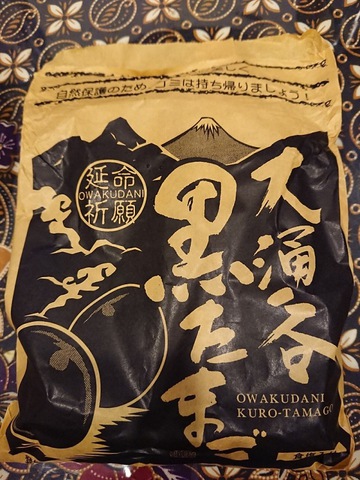 自然保護のため、ゴミは持ち帰りましょう！
延命
OWAKUDANI
祈願
大涌谷
黒たまご
OWAKUDANI
KURO-TAMAGO